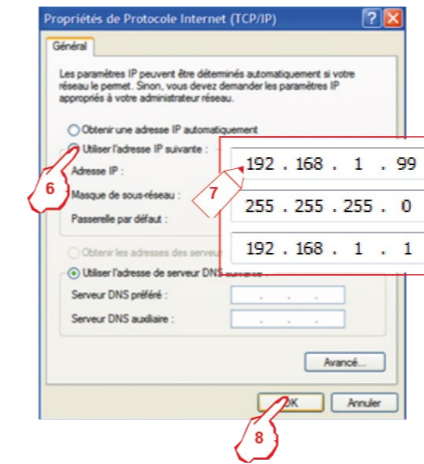 Propriétés de Protocole Internet (TCP/IP)
Général
Les paramètres IP peuvent être déterminés automatiquement si votre
réseau le permet. Sinon, vous devez demander les paramètres IP
appropriés à votre administrateur réseau.
Obtenir une adresse IP automatiquement
Utiliser l'adresse IP suivante :
6
Adresse IP :
192 . 168 . 1 . 99
7
Masque de sous-réseau :
255 . 255 . 255 . 0
Passerelle par défaut :
192 . 168 . 1 . 1
Obtenir les adresses des serveur
Utiliser l'adresse de serveur DNS suivante :
Serveur DNS préféré :
Serveur DNS auxiliaire :
Avancé...
OK Annuler
8